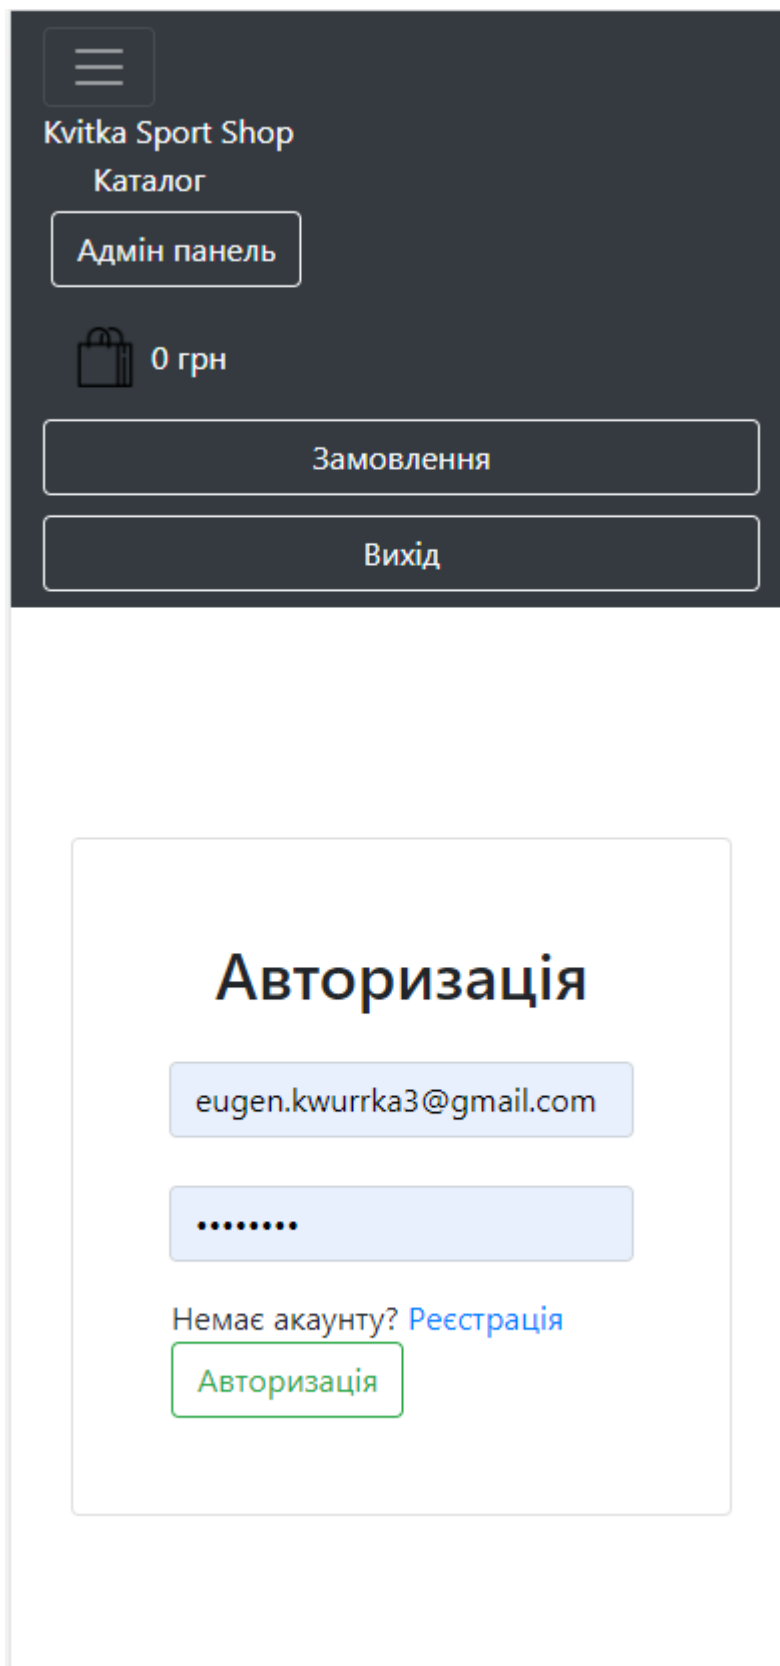 Kvitka Sport Shop
Каталог
Адмін панель
0 грн
Замовлення
Вихід
Авторизація
eugen.kwurrka3@gmail.com
••••••••
Немає акаунту? Реєстрація
Авторизація